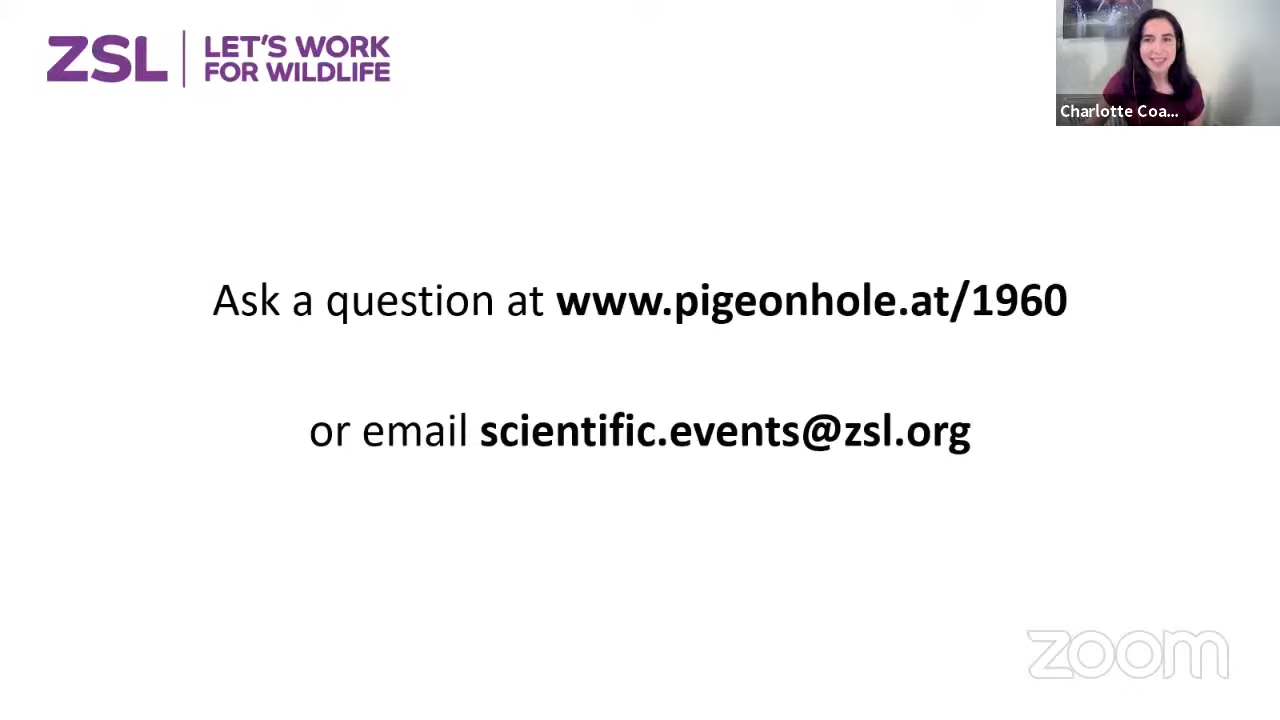 ZSL
LET'S WORK
FOR WILDLIFE
Charlotte Coa...
Ask a question at www.pigeonhole.at/1960
or email scientific.events@zsl.org
zoom